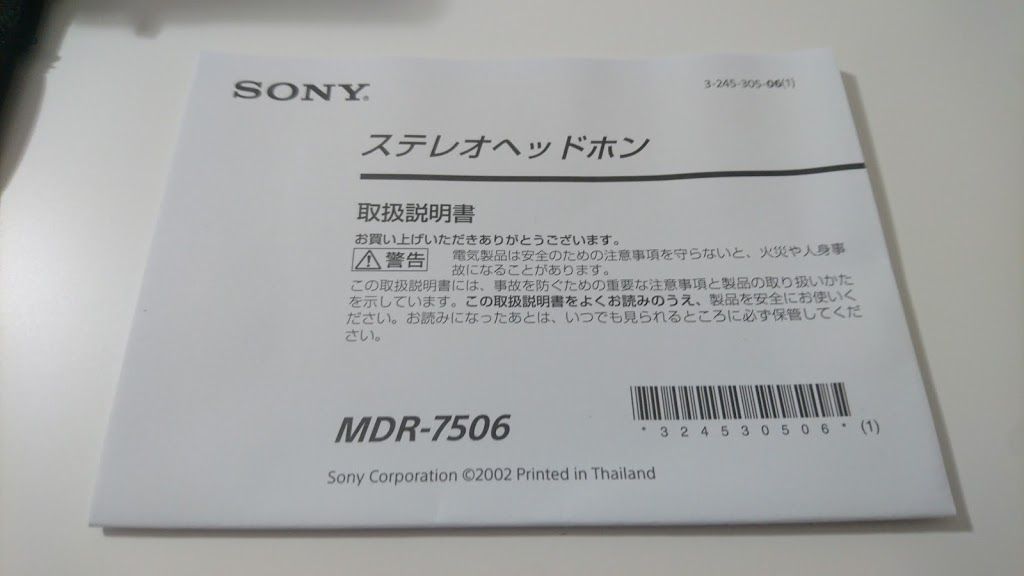 SONY®
3-245-305-06(1)
ステレオヘッドホン
取扱説明書
お買い上げいただきありがとうございます。
警告
電気製品は安全のための注意事項を守らないと、火災や人身事
故になることがあります。
この取扱説明書には、事故を防ぐための重要な注意事項と製品の取り扱いかた
を示しています。この取扱説明書をよくお読みのうえ、製品を安全にお使いく
ださい。お読みになったあとは、いつでも見られるところに必ず保管してくだ
さい。
MDR-7506
*324530506* (1)
Sony Corporation ©2002 Printed in Thailand